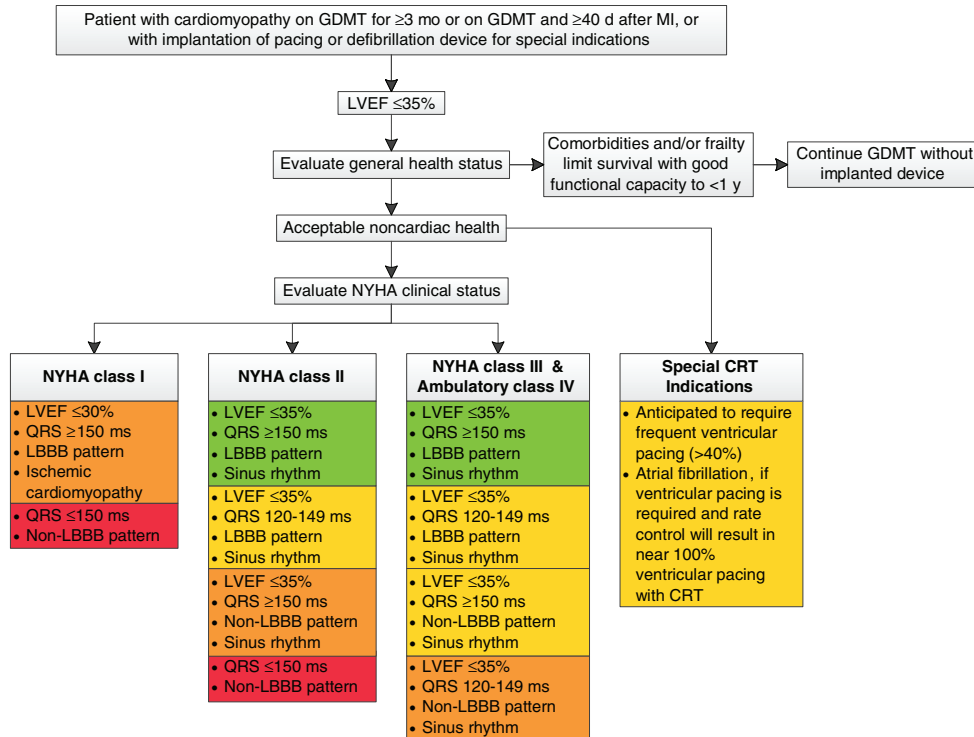 Patient with cardiomyopathy on GDMT for ≥3 mo or on GDMT and ≥40 d after MI, or
with implantation of pacing or defibrillation device for special indications
LVEF ≤35%
Evaluate general health status
Comorbidities and/or frailty
limit survival with good
functional capacity to <1 y
Continue GDMT without
implanted device
Acceptable noncardiac health
Evaluate NYHA clinical status
NYHA class I
• LVEF ≤30%
• QRS ≥150 ms
• LBBB pattern
• Ischemic
cardiomyopathy
• QRS ≤150 ms
• Non-LBBB pattern
NYHA class II
• LVEF ≤35%
• QRS ≥150 ms
• LBBB pattern
• Sinus rhythm
• LVEF ≤35%
• QRS 120-149 ms
• LBBB pattern
• Sinus rhythm
• LVEF ≤35%
• QRS ≥150 ms
• Non-LBBB pattern
• Sinus rhythm
• QRS ≤150 ms
• Non-LBBB pattern
NYHA class III &
Ambulatory class IV
• LVEF ≤35%
• QRS ≥150 ms
• LBBB pattern
• Sinus rhythm
• LVEF ≤35%
• QRS 120-149 ms
• LBBB pattern
• Sinus rhythm
• LVEF ≤35%
• QRS ≥150 ms
• Non-LBBB pattern
• Sinus rhythm
• LVEF ≤35%
• QRS 120-149 ms
• Non-LBBB pattern
• Sinus rhythm
Special CRT
Indications
• Anticipated to require
frequent ventricular
pacing (>40%)
• Atrial fibrillation, if
ventricular pacing is
required and rate
control will result in
near 100%
ventricular pacing
with CRT